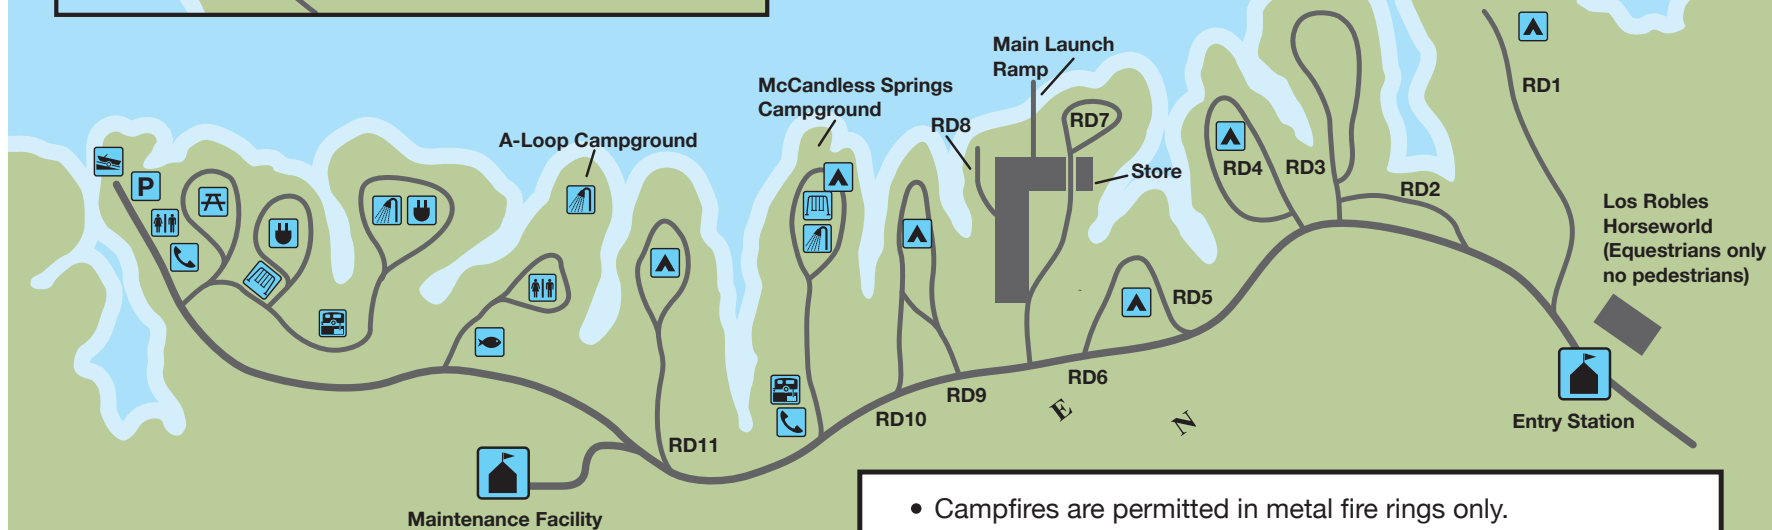 Main Launch
Ramp
McCandless Springs
Campground
A-Loop Campground
RD8
RD7
Store
RD4
RD3
RD2
RD1
Los Robles
Horseworld
(Equestrians only
no pedestrians)
P
RD5
RD6
RD9
RD10
RD11
E
N
Entry Station
Maintenance Facility
• Campfires are permitted in metal fire rings only.